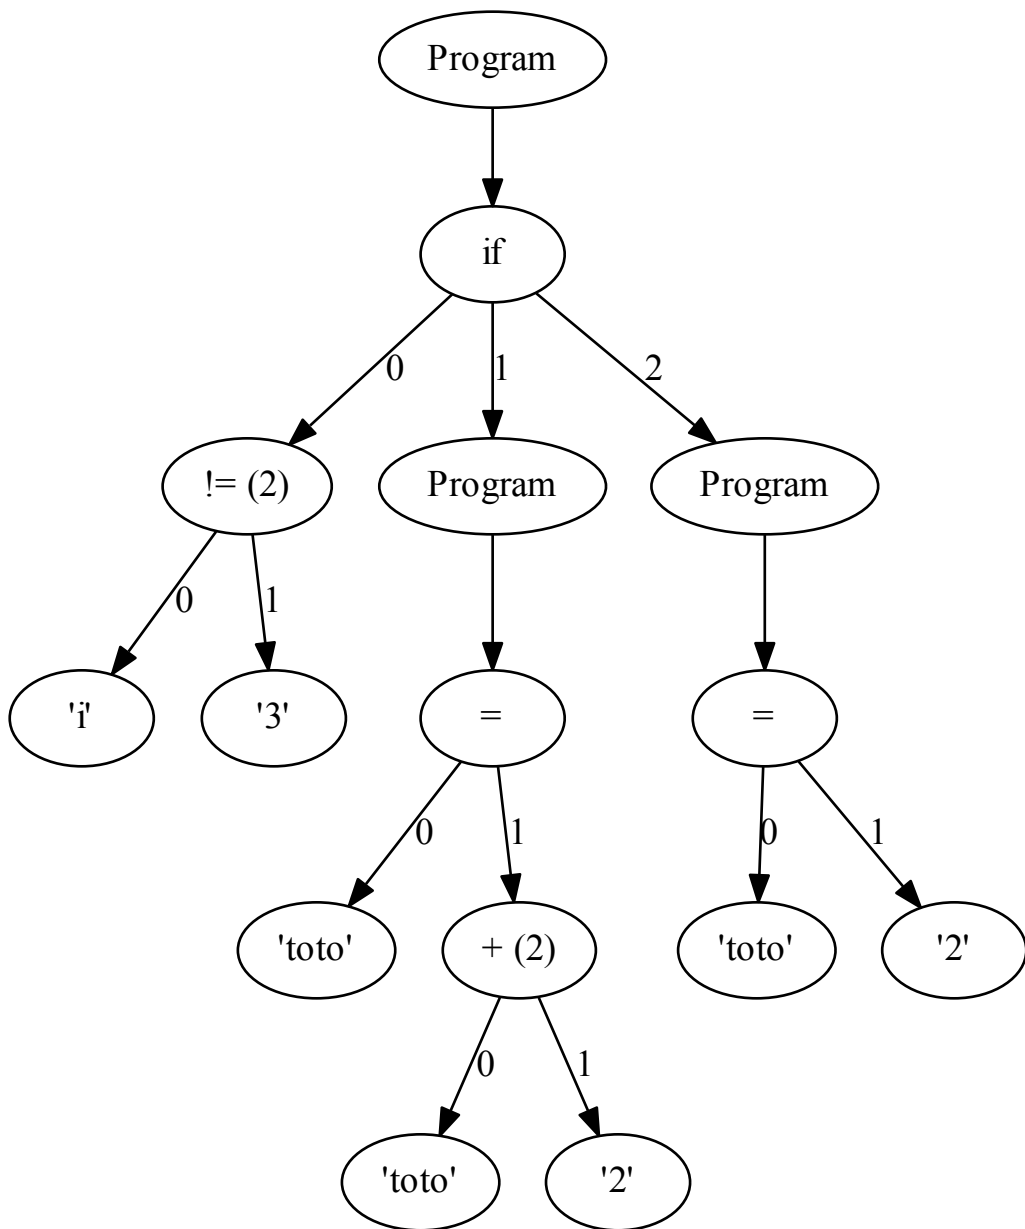 Program
if
0 1 2
!= (2) Program Program
0 1
'i' '3' = =
0 1 0 1
'toto' + (2) 'toto' '2'
0 1
'toto' '2'